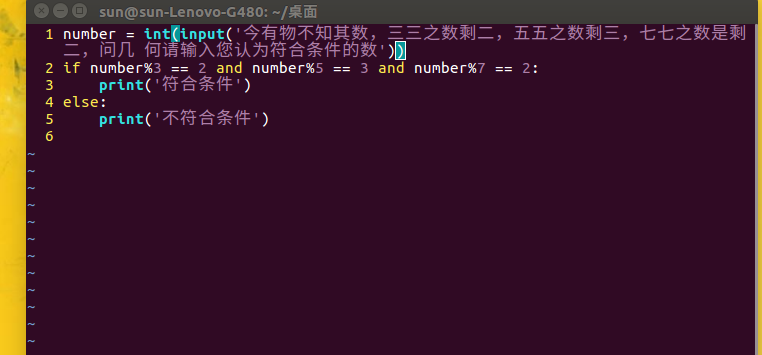 sun@sun-Lenovo-G480: ~/桌面
1 number = int(input('今有物不知其数，三三之数剩二，五五之数剩三，七七之数是剩
二，问几 何请输入您认为符合条件的数'))
2 if number%3 == 2 and number%5 == 3 and number%7 == 2:
3     print('符合条件')
4 else:
5     print('不符合条件')
6
~
~
~
~
~
~
~
~
~
~
~
~